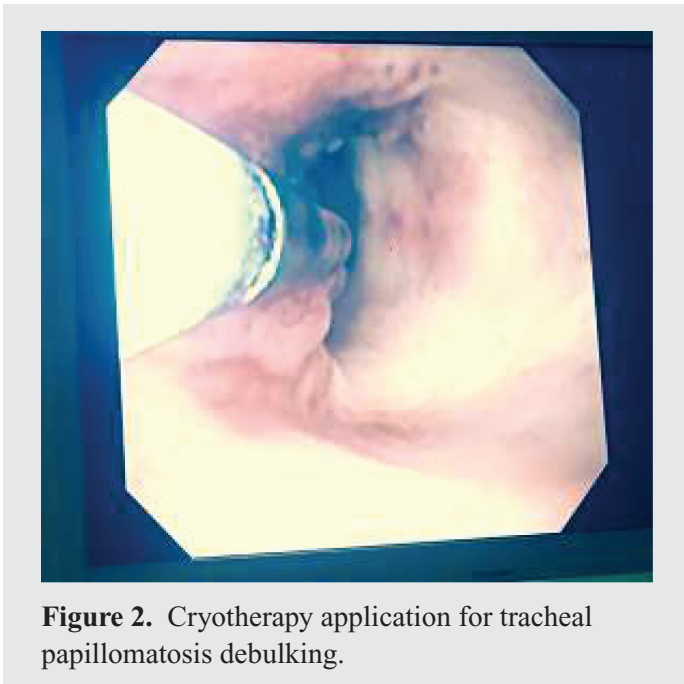 Figure 2. Cryotherapy application for tracheal
papillomatosis debulking.